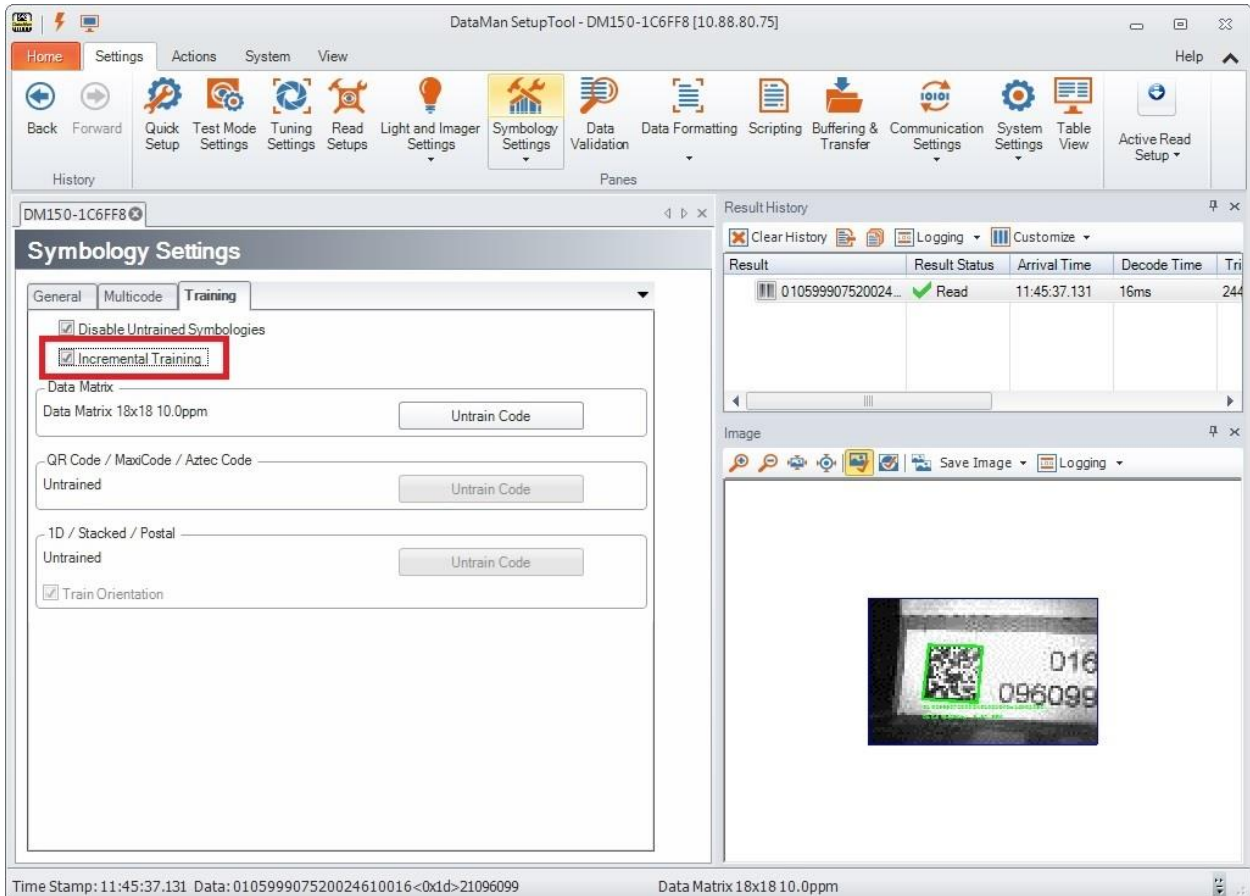 DataMan SetupTool - DM150-1C6FF8 [10.88.80.75]
Home Settings Actions System View Help
Back Forward Quick Setup Test Mode Settings Tuning Settings Read Setups Light and Imager Settings Symbology Settings Data Validation Data Formatting Scripting Buffering & Transfer Communication Settings System Settings Table View Active Read Setup
History Panes
DM150-1C6FF8
Symbology Settings
General Multicode Training
Disable Untrained Symbologies
Incremental Training
Data Matrix
Data Matrix 18x18 10.0ppm Untrain Code
QR Code / MaxiCode / Aztec Code
Untrained Untrain Code
1D / Stacked / Postal
Untrained Untrain Code
Train Orientation
Result History
Clear History Logging Customize
Result Result Status Arrival Time Decode Time Tri
010599907520024... Read 11:45:37.131 16ms 244
Image
Save Image Logging
016
096099
Time Stamp: 11:45:37.131 Data: 010599907520024610016<0x1d>21096099 Data Matrix 18x18 10.0ppm